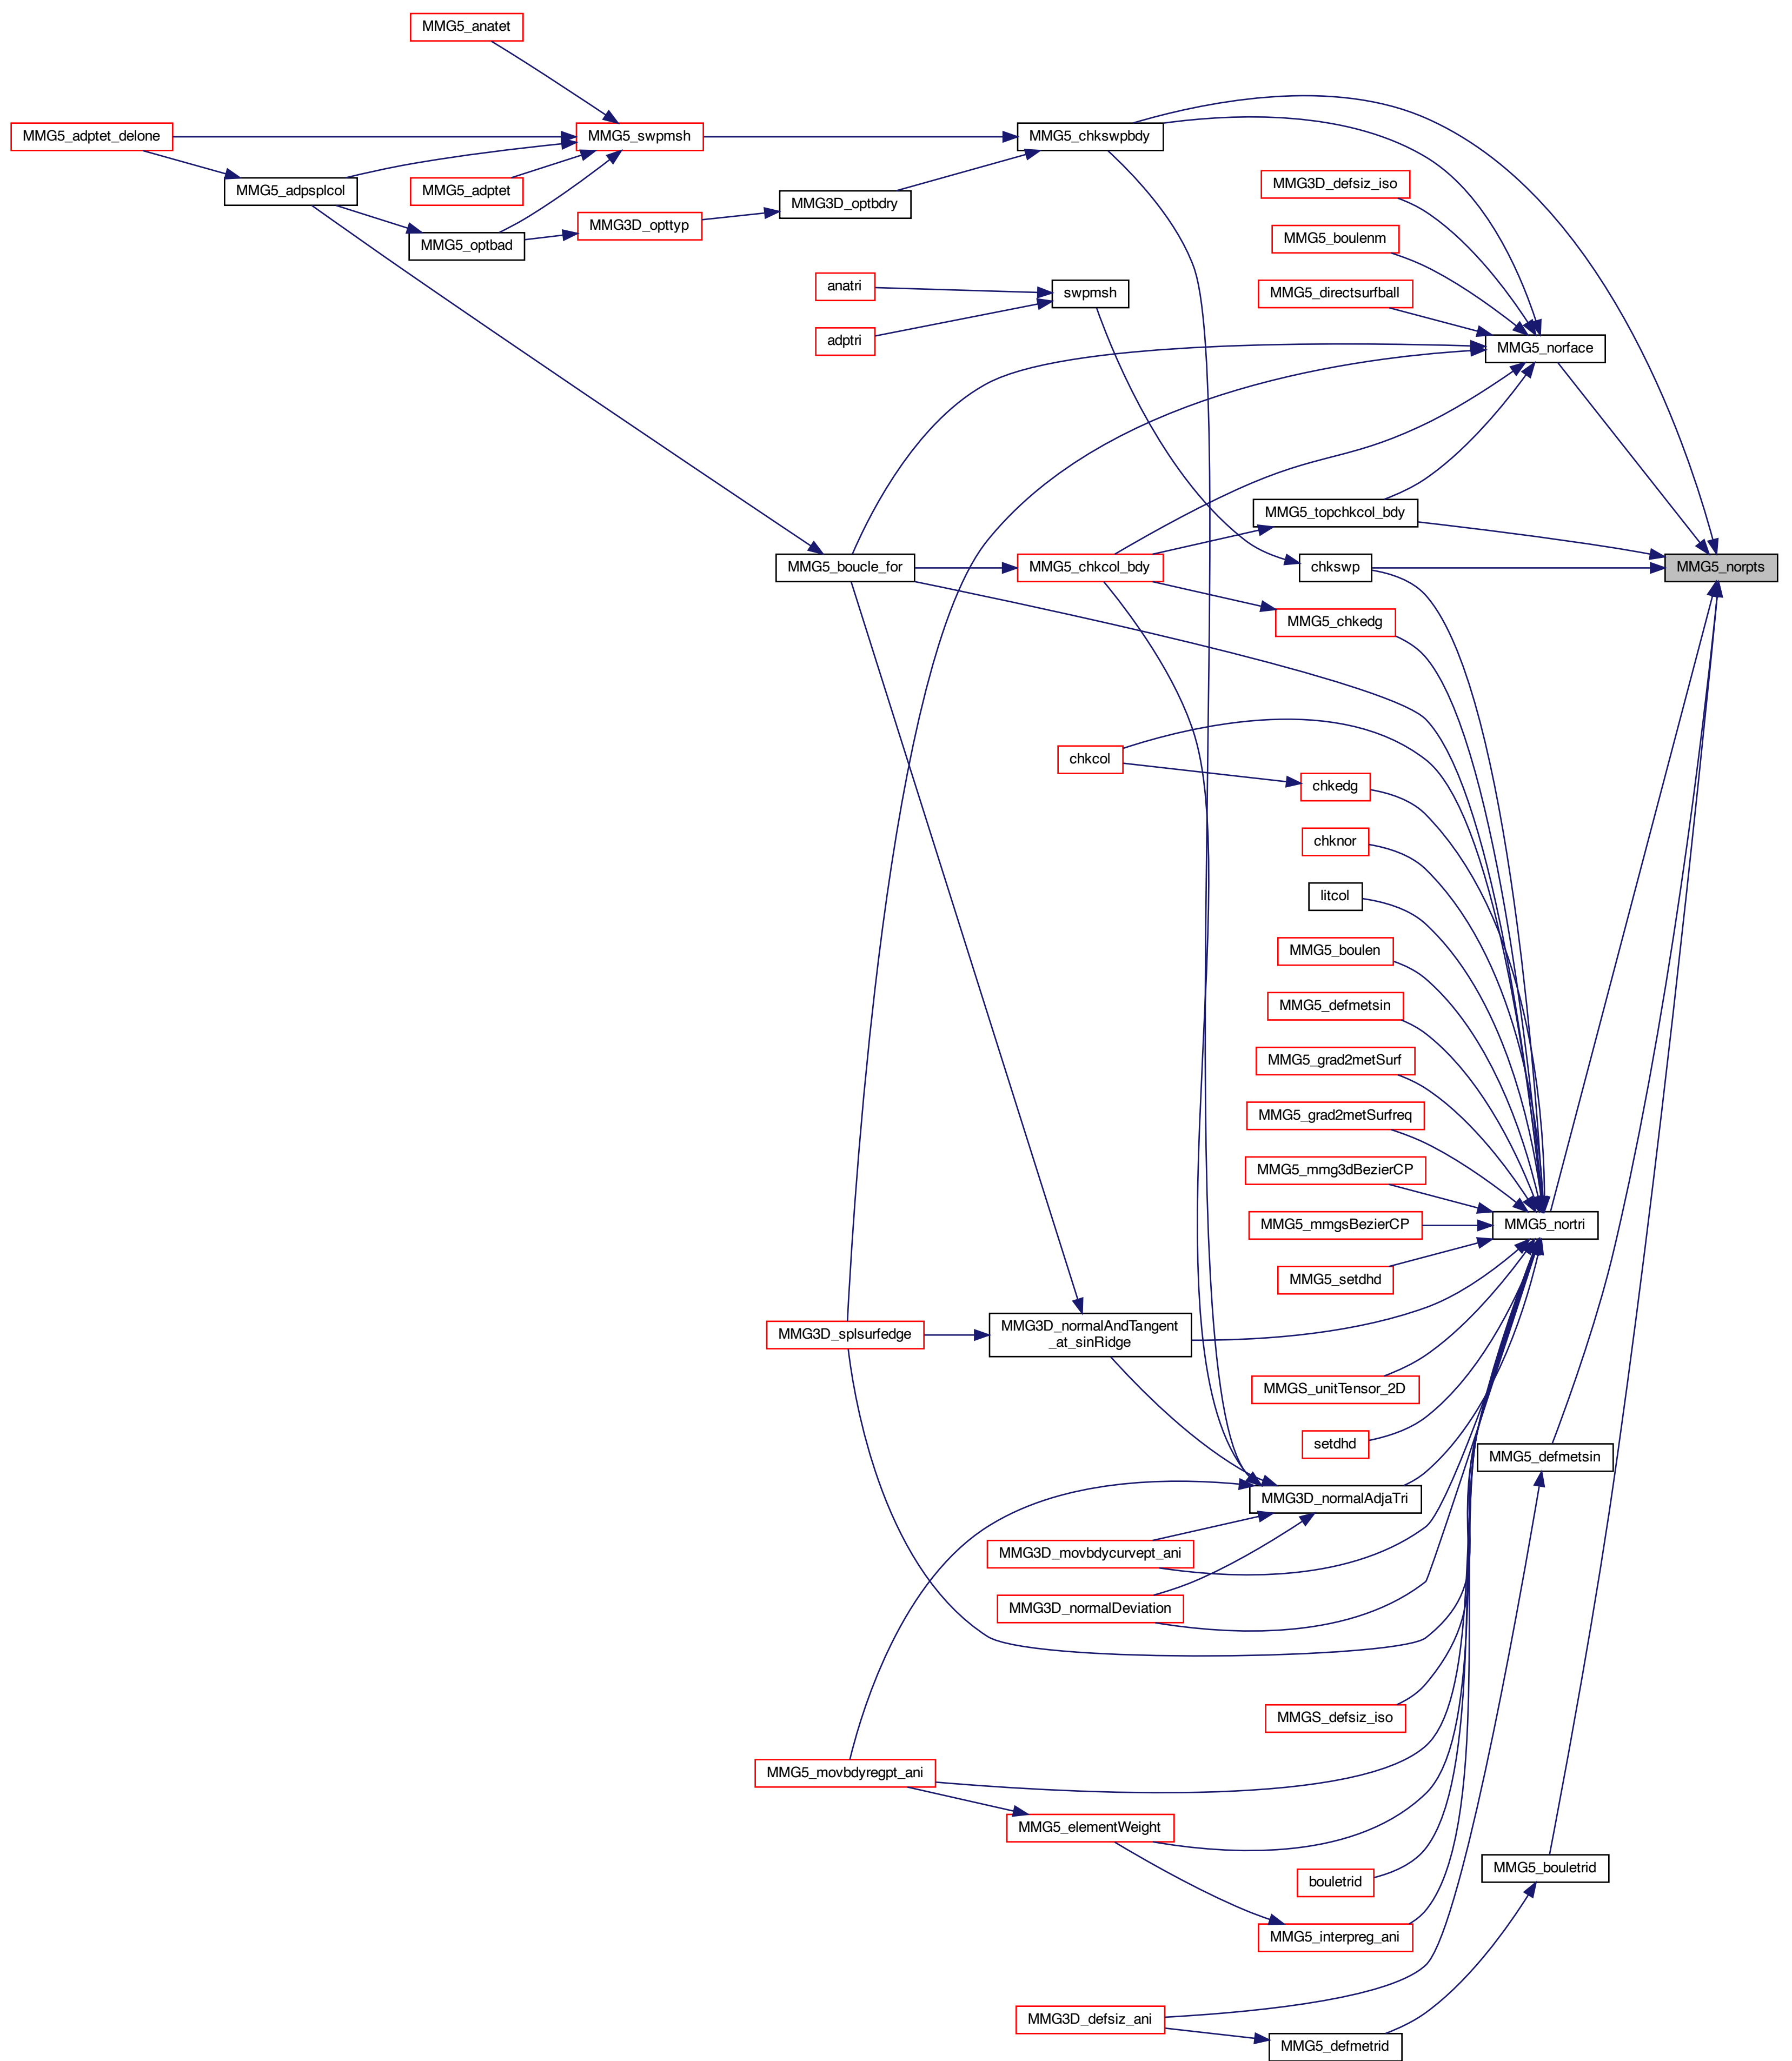 MMG5_anatet
MMG5_adptet_delone
MMG5_swpmsh
MMG5_chkswpbdy
MMG5_adpsplcol
MMG5_adptet
MMG3D_optbdry
MMG3D_defsiz_iso
MMG5_optbad
MMG3D_opttyp
MMG5_boulenm
anatri
swpmsh
MMG5_directsurfball
adptri
MMG5_norface
MMG5_topchkcol_bdy
MMG5_boucle_for
MMG5_chkcol_bdy
chkswp
MMG5_norpts
MMG5_chkedg
chkcol
chkedg
chknor
litcol
MMG5_boulen
MMG5_defmetsin
MMG5_grad2metSurf
MMG5_grad2metSurfreq
MMG5_mmg3dBezierCP
MMG5_mmgsBezierCP
MMG5_nortri
MMG5_setdhd
MMG3D_splsurfedge
MMG3D_normalAndTangent
_at_sinRidge
MMGS_unitTensor_2D
setdhd
MMG5_defmetsin
MMG3D_normalAdjaTri
MMG3D_movbdycurvept_ani
MMG3D_normalDeviation
MMGS_defsiz_iso
MMG5_movbdyregpt_ani
MMG5_elementWeight
bouletrid
MMG5_bouletrid
MMG5_interpreg_ani
MMG3D_defsiz_ani
MMG5_defmetrid